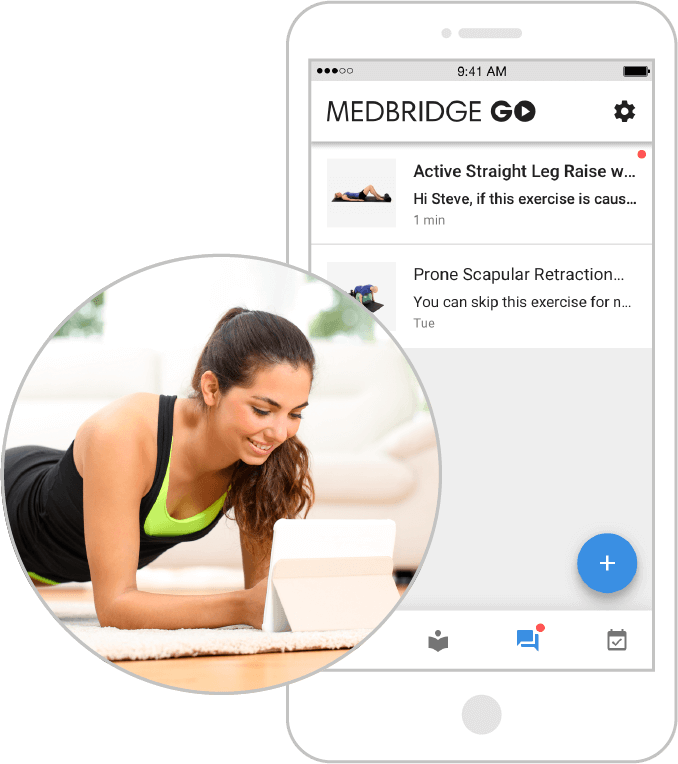 9:41 AM
MEDBRIDGE GO
Active Straight Leg Raise w...
Hi Steve, if this exercise is caus...
1 min
Prone Scapular Retraction...
You can skip this exercise for n...
Tue